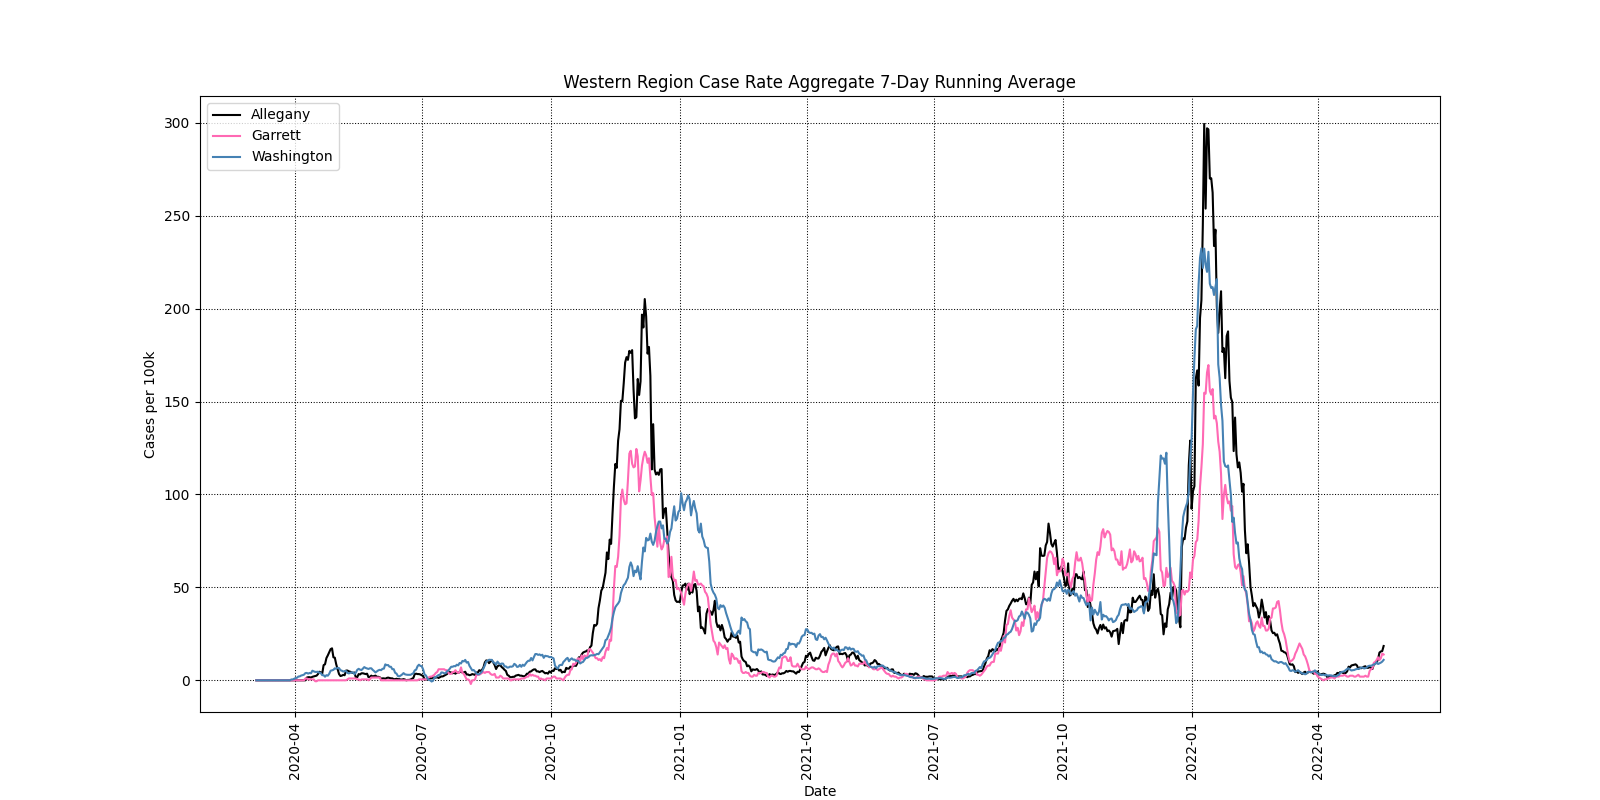 Western Region Case Rate Aggregate 7-Day Running Average
Allegany
Garrett
Washington
Cases per 100k
300
250
200
150
100
50
0
2020-04
2020-07
2020-10
2021-01
2021-04
2021-07
2021-10
2022-01
2022-04
Date